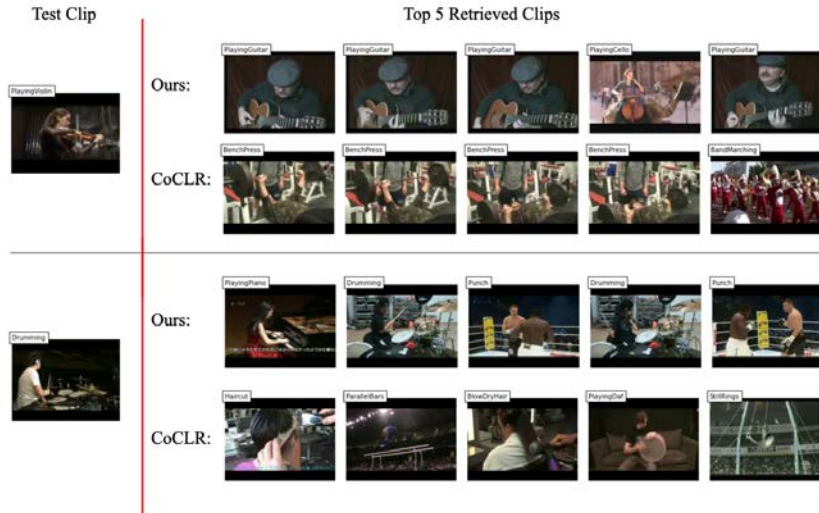 Test Clip
Top 5 Retrieved Clips
PlayingViolin
Ours:
PlayingGuitar
PlayingGuitar
PlayingGuitar
PlayingCello
PlayingGuitar
CoCLR:
BenchPress
BenchPress
BenchPress
BenchPress
BandMarching
Drumming
Ours:
PlayingPiano
Drumming
Punch
Drumming
Punch
CoCLR:
Haircut
ParallelBars
BlowDryHair
PlayingDaf
StillRings